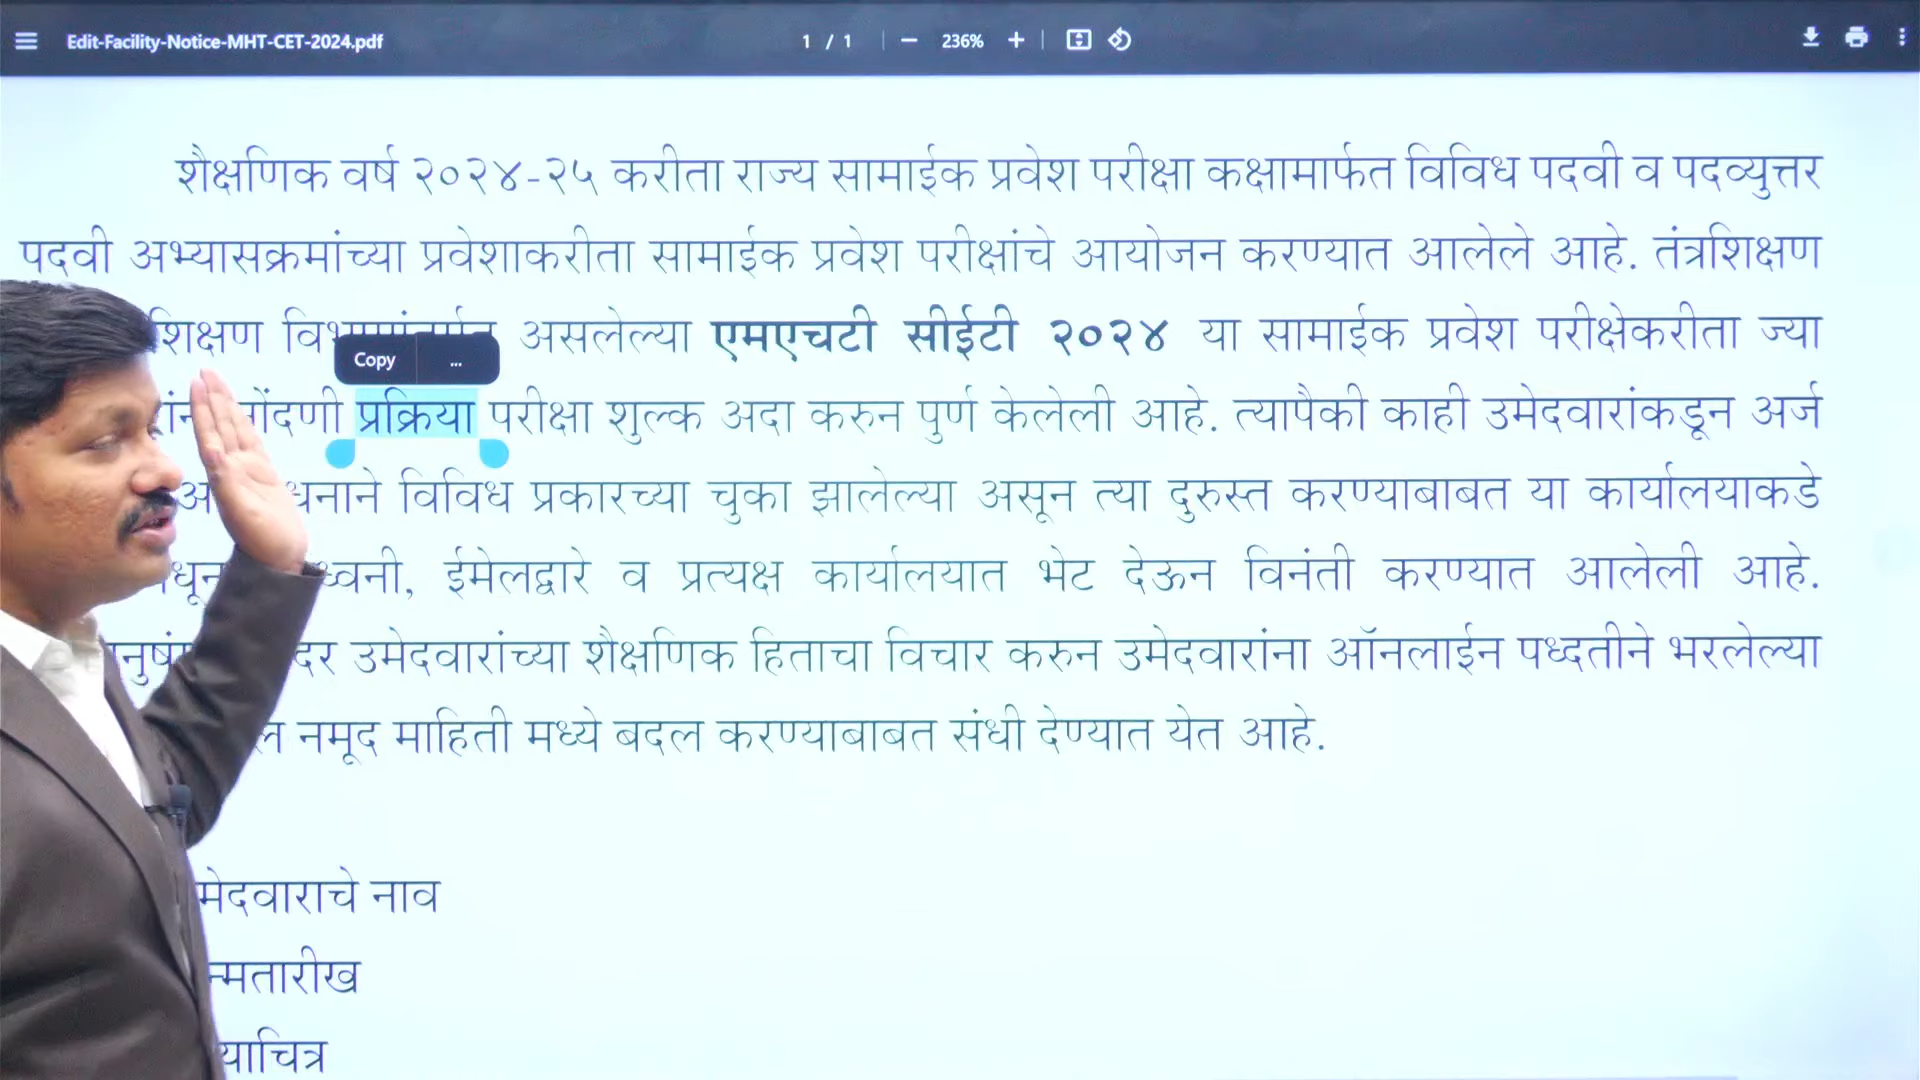 Edit-Facility-Notice-MHT-CET-2024.pdf
1 / 1
236%
शैक्षणिक वर्ष २०२४-२५ करीता राज्य सामाईक प्रवेश परीक्षा कक्षामार्फत विविध पदवी व पदव्युत्तर
पदवी अभ्यासक्रमांच्या प्रवेशाकरीता सामाईक प्रवेश परीक्षांचे आयोजन करण्यात आलेले आहे. तंत्रशिक्षण
शिक्षण असलेल्या एमएचटी सीईटी २०२४ या सामाईक प्रवेश परीक्षेकरीता ज्या
Copy ...
प्रक्रिया परीक्षा शुल्क अदा करुन पुर्ण केलेली आहे. त्यापैकी काही उमेदवारांकडून अर्ज
विविध प्रकारच्या चुका झालेल्या असून त्या दुरुस्त करण्याबाबत या कार्यालयाकडे
ईमेलद्वारे व प्रत्यक्ष कार्यालयात भेट देऊन विनंती करण्यात आलेली आहे.
उमेदवारांच्या शैक्षणिक हिताचा विचार करुन उमेदवारांना ऑनलाईन पध्दतीने भरलेल्या
नमूद माहिती मध्ये बदल करण्याबाबत संधी देण्यात येत आहे.
मेदवाराचे नाव
न्मतारीख
याचित्र